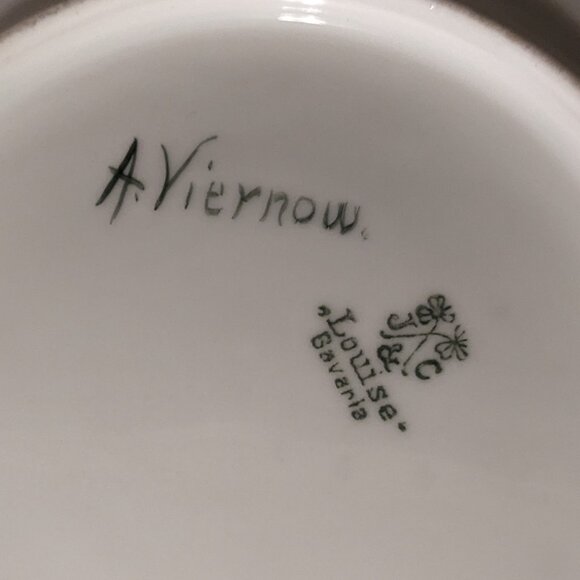 A. Viernow.
J & C
„Louise"
Bavaria